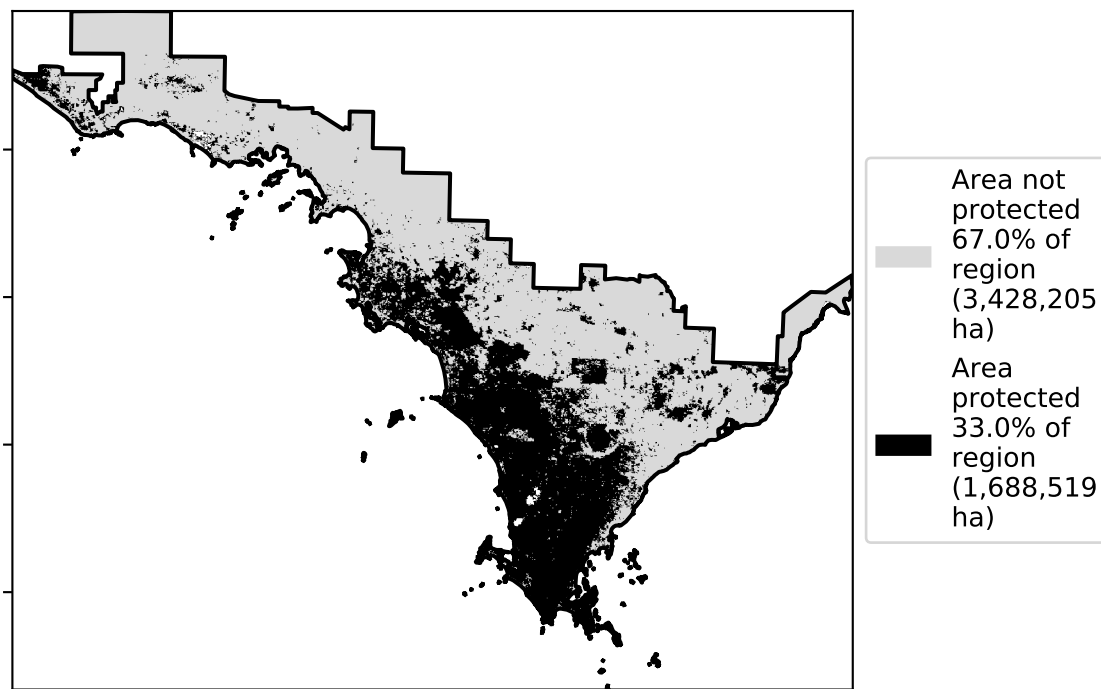 Area not
protected
67.0% of
region
(3,428,205
ha)
Area
protected
33.0% of
region
(1,688,519
ha)